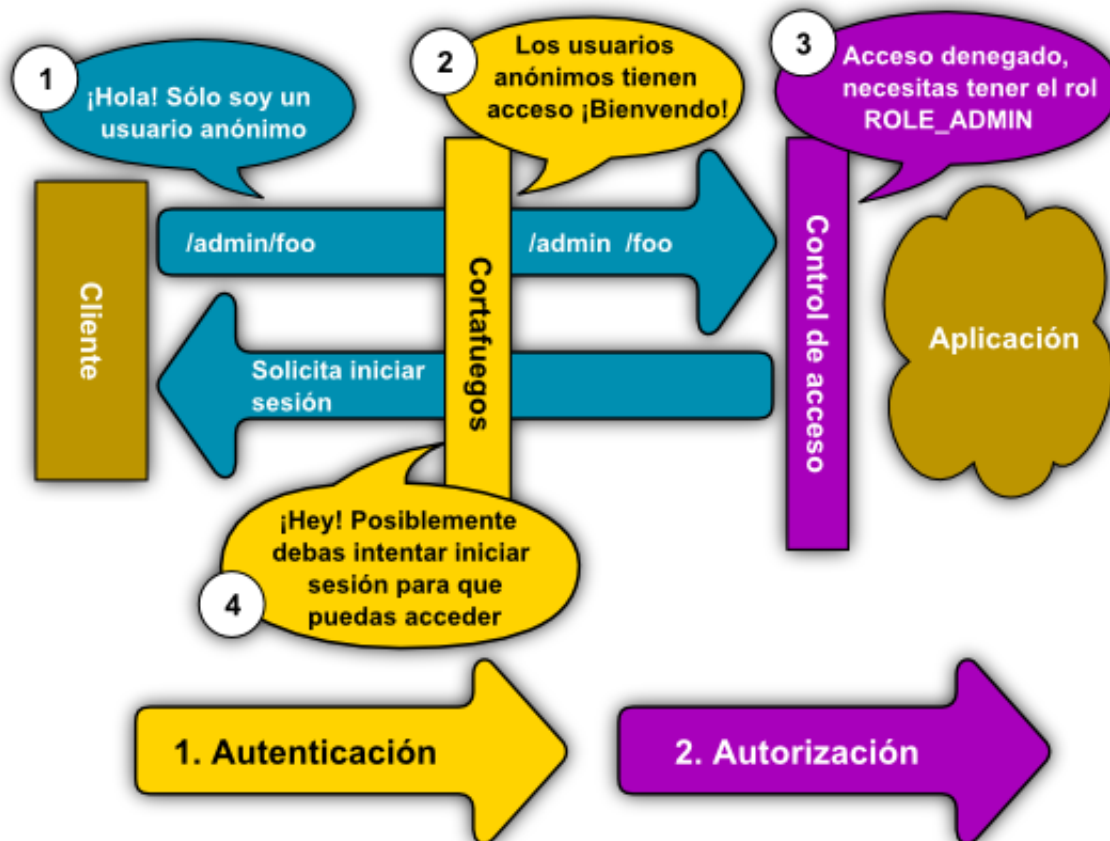 1
¡Hola! Sólo soy un
usuario anónimo
2
Los usuarios
anónimos tienen
acceso ¡Bienvendo!
3
Acceso denegado,
necesitas tener el rol
ROLE_ADMIN
Cliente
/admin/foo
Cortafuegos
/admin /foo
Control de acceso
Aplicación
Solicita iniciar
sesión
¡Hey! Posiblemente
debas intentar iniciar
sesión para que
puedas acceder
4
1. Autenticación
2. Autorización